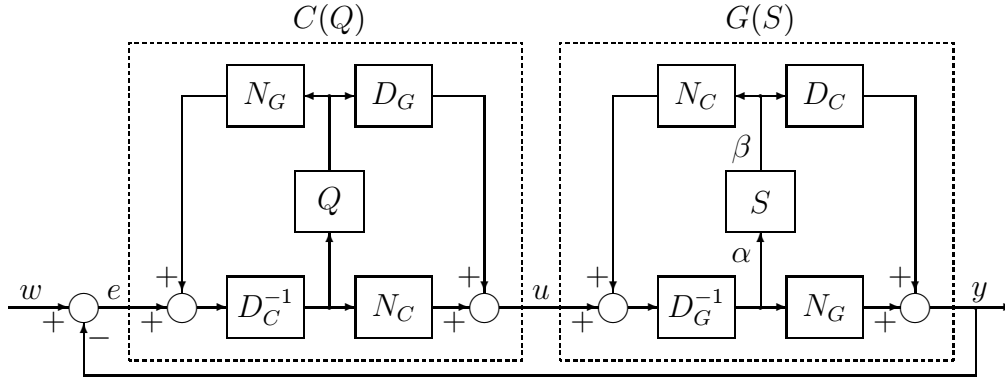 C(Q) G(S)
N_G D_G N_C D_C
β
Q S
α
+ + + +
w e u y
D_C^{-1} N_C D_G^{-1} N_G
+ + + + +
−